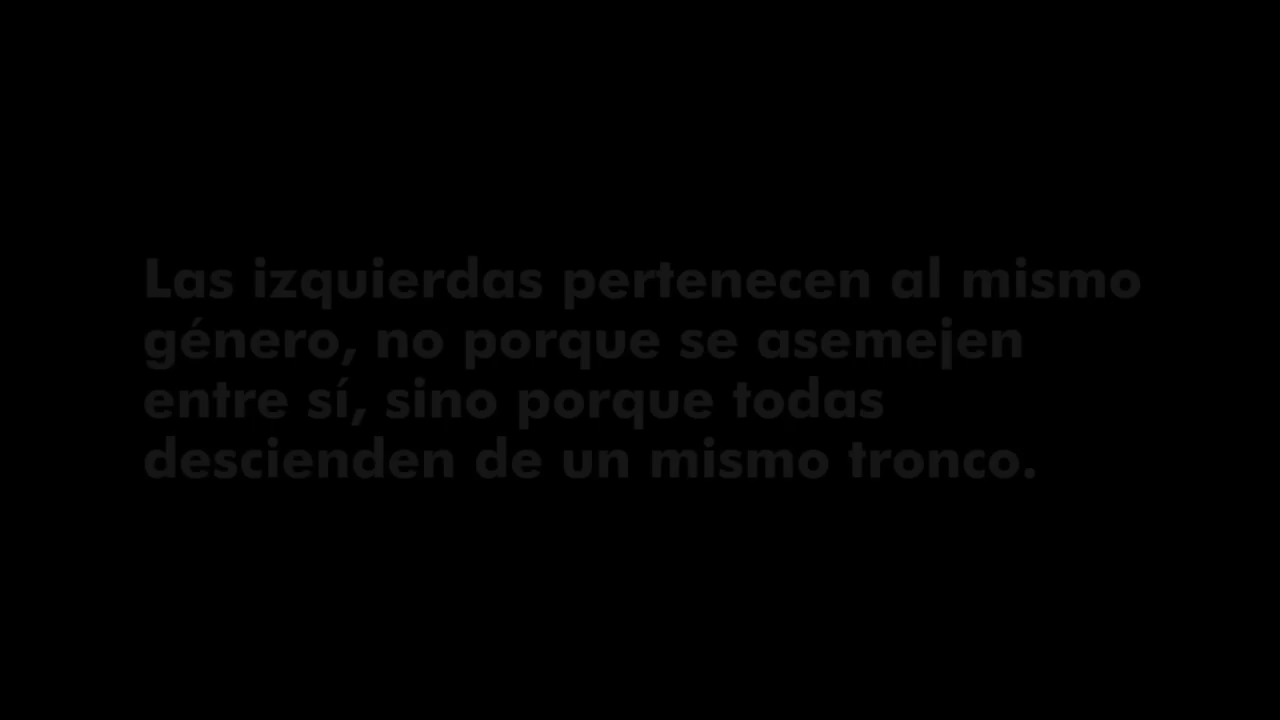 Las izquierdas pertenecen al mismo
género, no porque se asemejen
entre sí, sino porque todas
descienden de un mismo tronco.